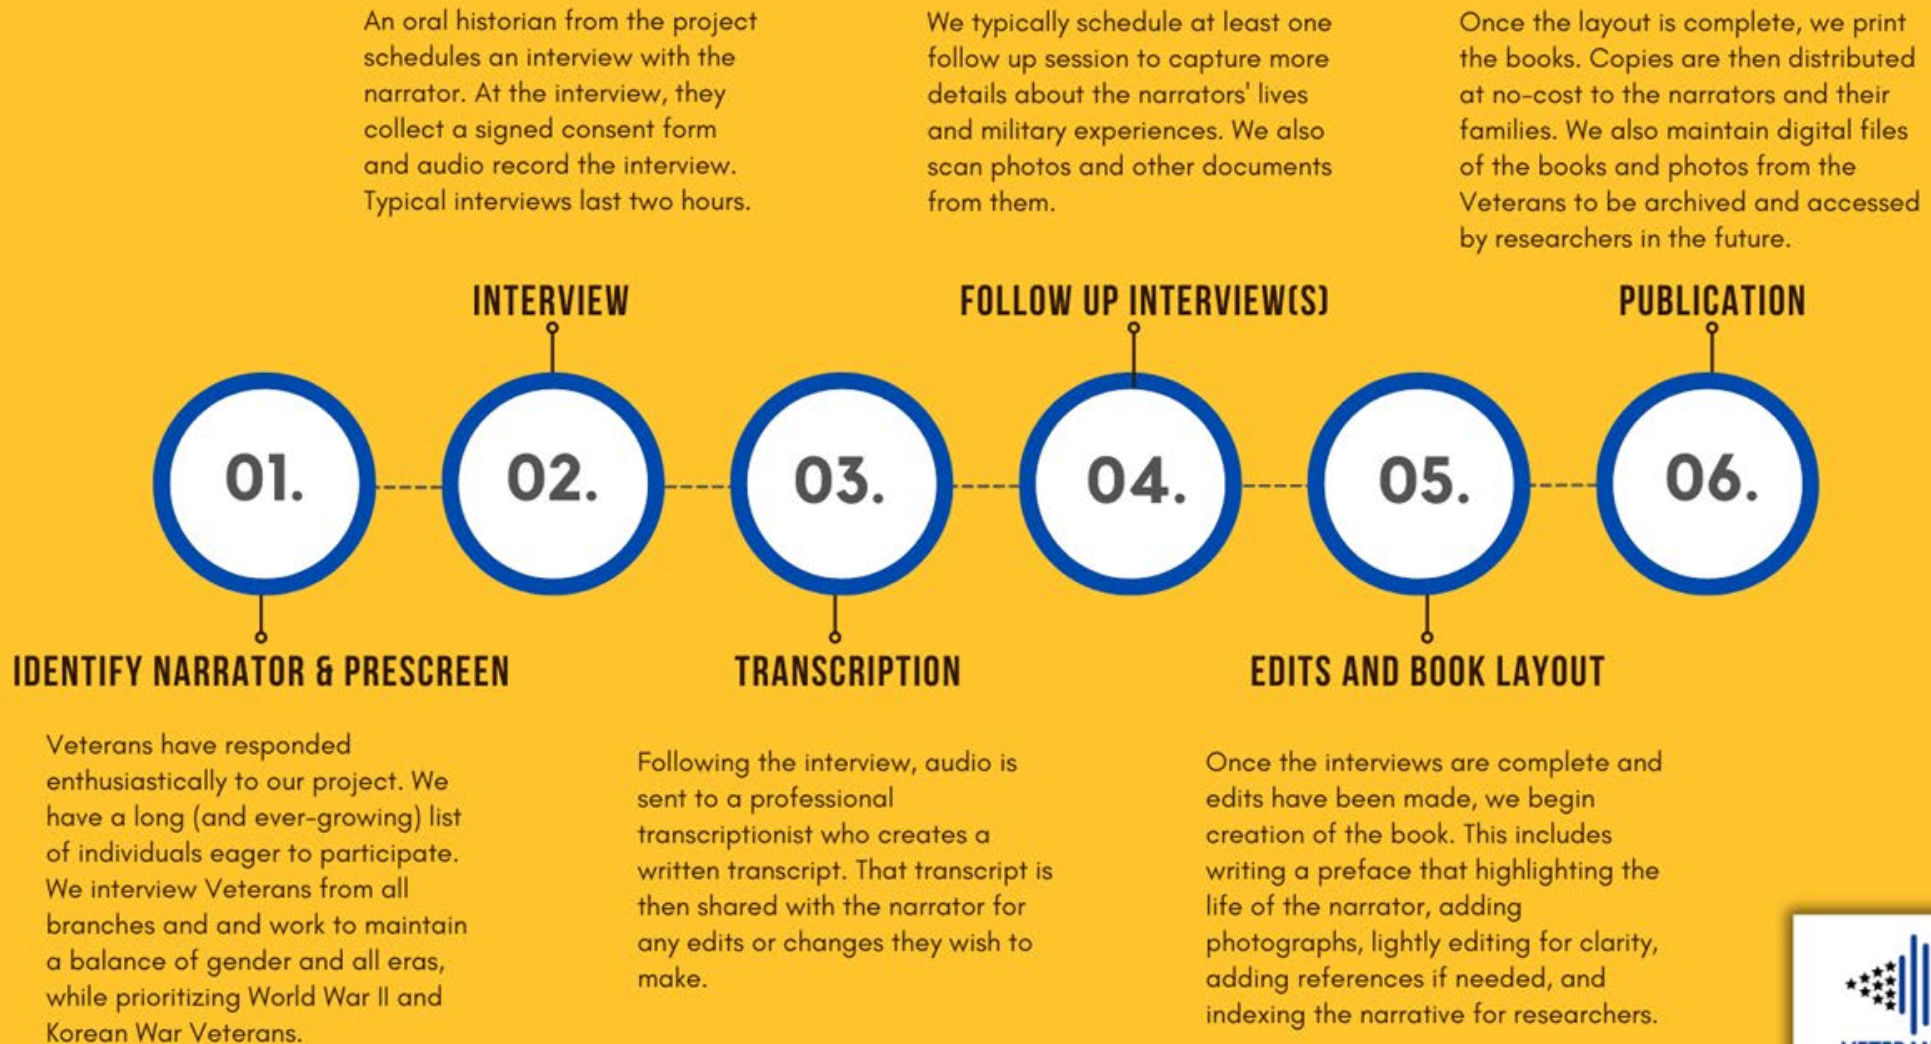 An oral historian from the project
schedules an interview with the
narrator. At the interview, they
collect a signed consent form
and audio record the interview.
Typical interviews last two hours.
We typically schedule at least one
follow up session to capture more
details about the narrators' lives
and military experiences. We also
scan photos and other documents
from them.
Once the layout is complete, we print
the books. Copies are then distributed
at no-cost to the narrators and their
families. We also maintain digital files
of the books and photos from the
Veterans to be archived and accessed
by researchers in the future.
INTERVIEW
FOLLOW UP INTERVIEW(S)
PUBLICATION
01.
02.
03.
04.
05.
06.
IDENTIFY NARRATOR & PRESCREEN
TRANSCRIPTION
EDITS AND BOOK LAYOUT
Veterans have responded
enthusiastically to our project. We
have a long (and ever-growing) list
of individuals eager to participate.
We interview Veterans from all
branches and and work to maintain
a balance of gender and all eras,
while prioritizing World War II and
Korean War Veterans.
Following the interview, audio is
sent to a professional
transcriptionist who creates a
written transcript. That transcript is
then shared with the narrator for
any edits or changes they wish to
make.
Once the interviews are complete and
edits have been made, we begin
creation of the book. This includes
writing a preface that highlighting the
life of the narrator, adding
photographs, lightly editing for clarity,
adding references if needed, and
indexing the narrative for researchers.